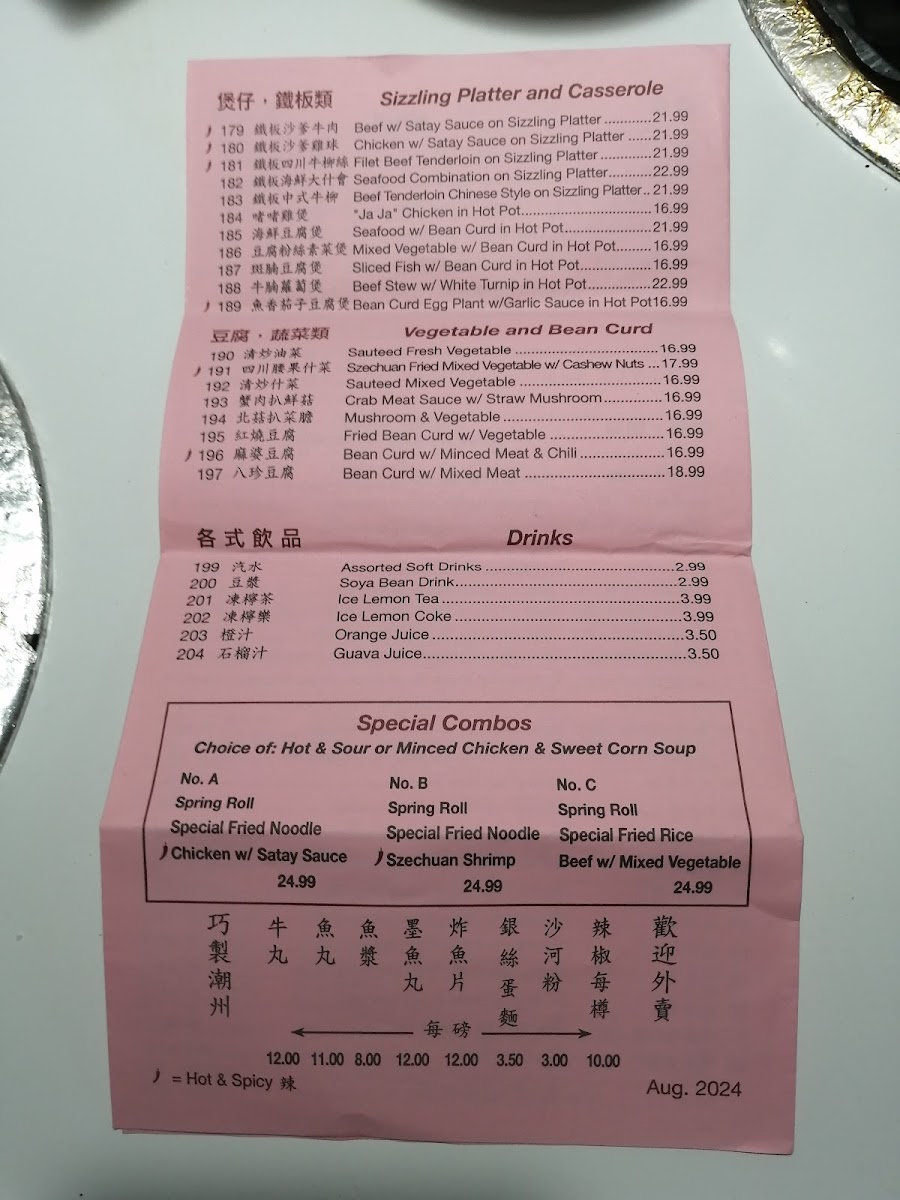 煲仔，鐵板類 Sizzling Platter and Casserole
179 鐵板沙爹牛肉 Beef w/ Satay Sauce on Sizzling Platter ............21.99
180 鐵板沙爹雞球 Chicken w/ Satay Sauce on Sizzling Platter ......21.99
181 鐵板四川牛柳絲 Filet Beef Tenderloin on Sizzling Platter............21.99
182 鐵板海鮮大什會 Seafood Combination on Sizzling Platter..........22.99
183 鐵板中式牛柳 Beef Tenderloin Chinese Style on Sizzling Platter..21.99
184 啫啫雞煲 "Ja Ja" Chicken in Hot Pot.............................16.99
185 海鮮豆腐煲 Seafood w/ Bean Curd in Hot Pot...................21.99
186 豆腐粉絲素菜煲 Mixed Vegetable w/ Bean Curd in Hot Pot........16.99
187 斑腩豆腐煲 Sliced Fish w/ Bean Curd in Hot Pot................16.99
188 牛腩蘿蔔煲 Beef Stew w/ White Turnip in Hot Pot..............22.99
189 魚香茄子豆腐煲 Bean Curd Egg Plant w/Garlic Sauce in Hot Pot16.99
豆腐，蔬菜類 Vegetable and Bean Curd
190 清炒油菜 Sauteed Fresh Vegetable ................................16.99
191 四川腰果什菜 Szechuan Fried Mixed Vegetable w/ Cashew Nuts ...17.99
192 清炒什菜 Sauteed Mixed Vegetable ................................16.99
193 蟹肉扒鮮菇 Crab Meat Sauce w/ Straw Mushroom.............16.99
194 北菇扒菜膽 Mushroom & Vegetable ....................................16.99
195 紅燒豆腐 Fried Bean Curd w/ Vegetable .........................16.99
196 麻婆豆腐 Bean Curd w/ Minced Meat & Chili ..................16.99
197 八珍豆腐 Bean Curd w/ Mixed Meat ..............................18.99
各式飲品 Drinks
199 汽水 Assorted Soft Drinks .........................................2.99
200 豆漿 Soya Bean Drink................................................2.99
201 凍檸茶 Ice Lemon Tea ...................................................3.99
202 凍檸樂 Ice Lemon Coke ................................................3.99
203 橙汁 Orange Juice .....................................................3.50
204 石榴汁 Guava Juice.......................................................3.50
Special Combos
Choice of: Hot & Sour or Minced Chicken & Sweet Corn Soup
No. A
Spring Roll
Special Fried Noodle
Chicken w/ Satay Sauce
24.99
No. B
Spring Roll
Special Fried Noodle
Szechuan Shrimp
24.99
No. C
Spring Roll
Special Fried Rice
Beef w/ Mixed Vegetable
24.99
巧製潮州
牛丸
魚丸
魚漿
墨魚丸
炸魚片
銀絲蛋麵
沙河粉
辣椒每樽
歡迎外賣
每磅
12.00 11.00 8.00 12.00 12.00 3.50 3.00 10.00
= Hot & Spicy 辣
Aug. 2024